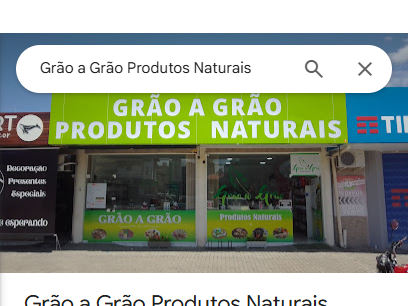 Grão a Grão Produtos Naturais
GRÃO A GRÃO
PRODUTOS NATURAIS
RT
TI
Decoração
Presentes
Especiais
esperando
GRÃO A GRÃO
Produtos Naturais
Grão a Grão Produtos Naturais